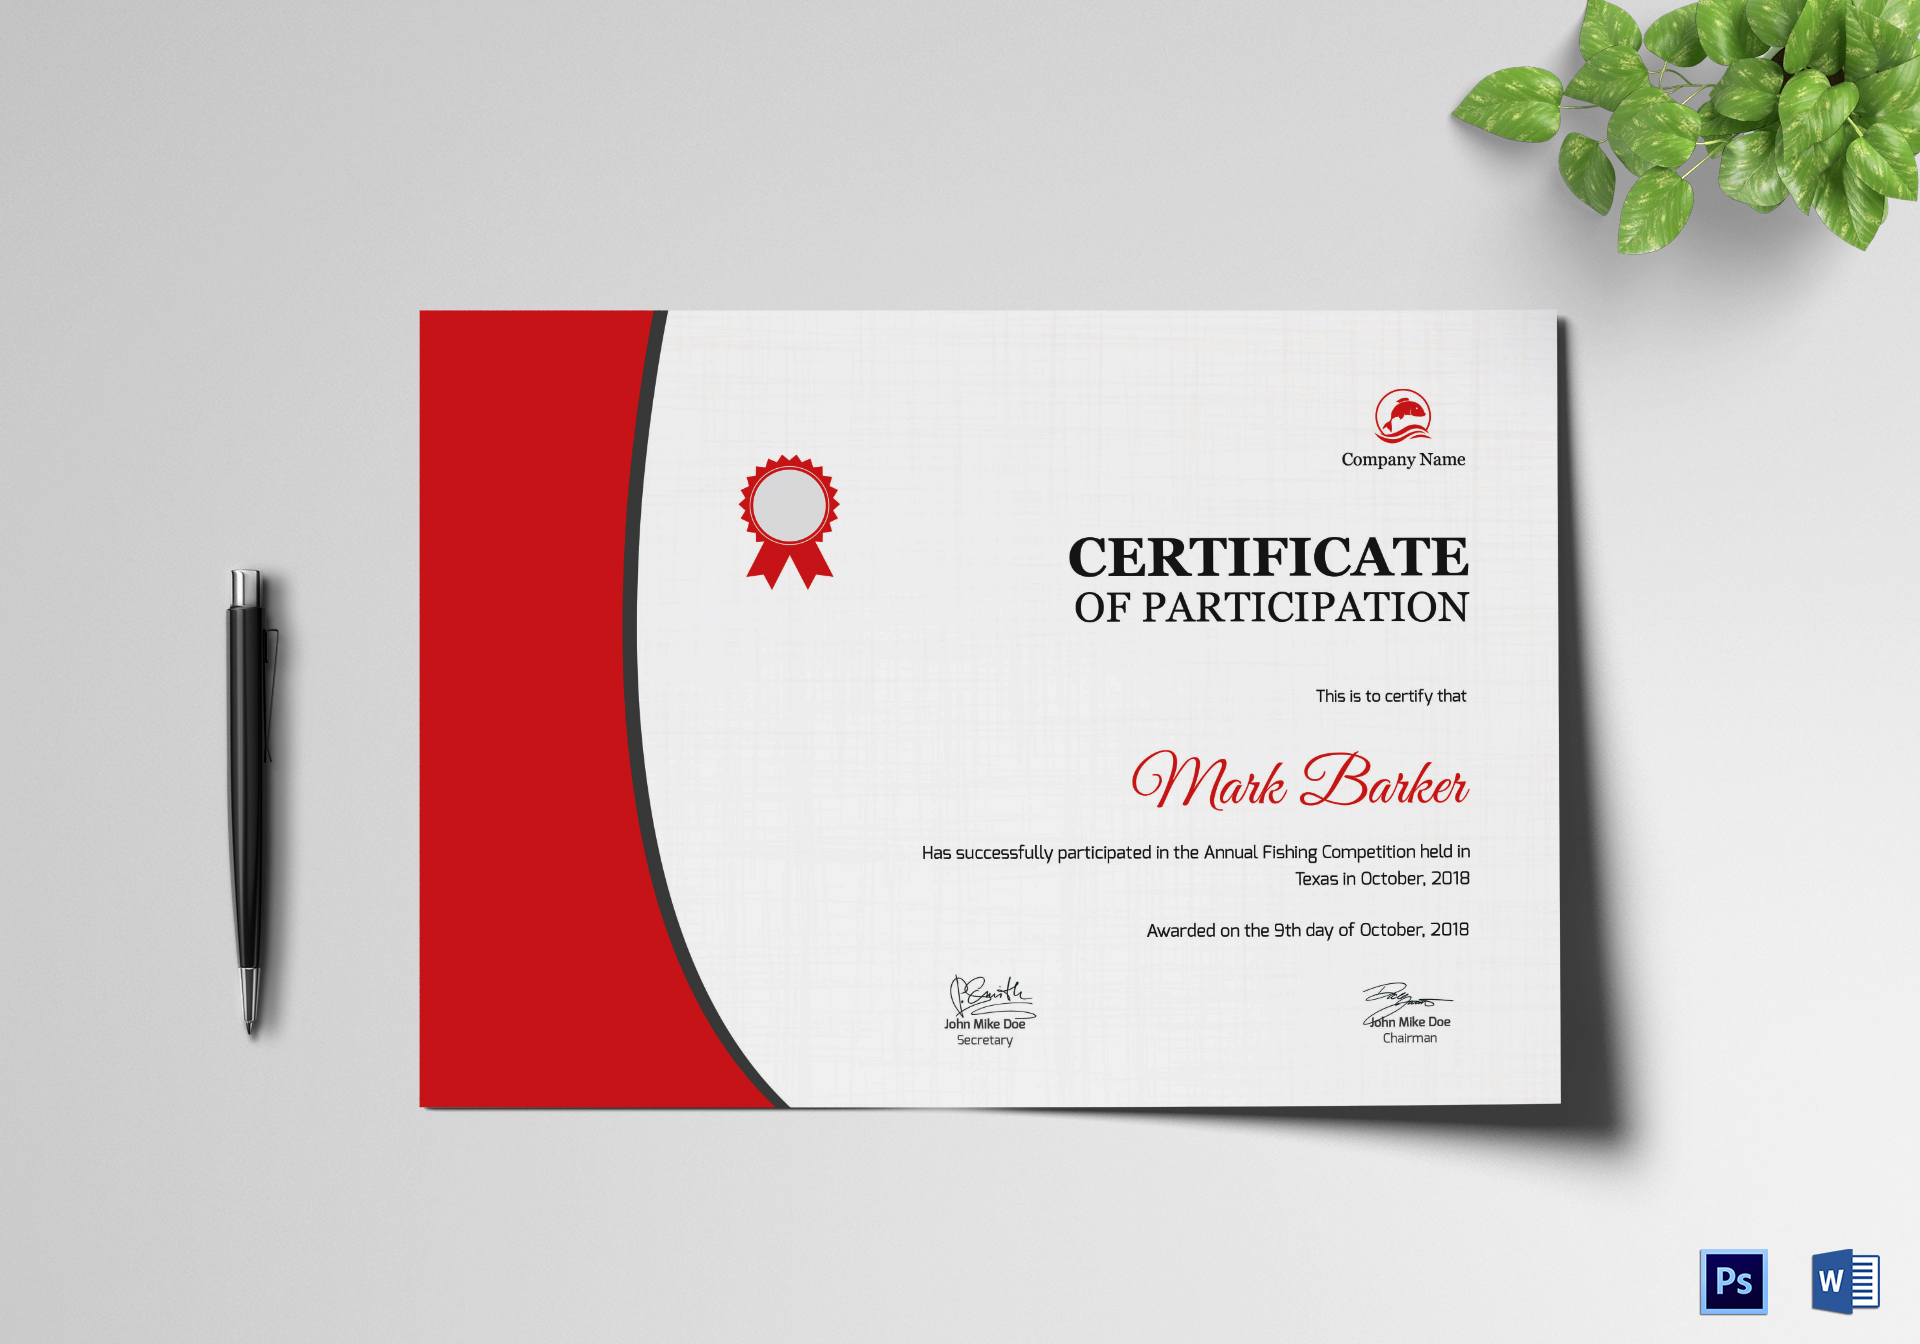 Company Name
CERTIFICATE
OF PARTICIPATION
This is to certify that
Mark Barker
Has successfully participated in the Annual Fishing Competition held in
Texas in October, 2018
Awarded on the 9th day of October, 2018
P.Smith
John Mike Doe
Secretary
John Mike Doe
Chairman
Ps
W